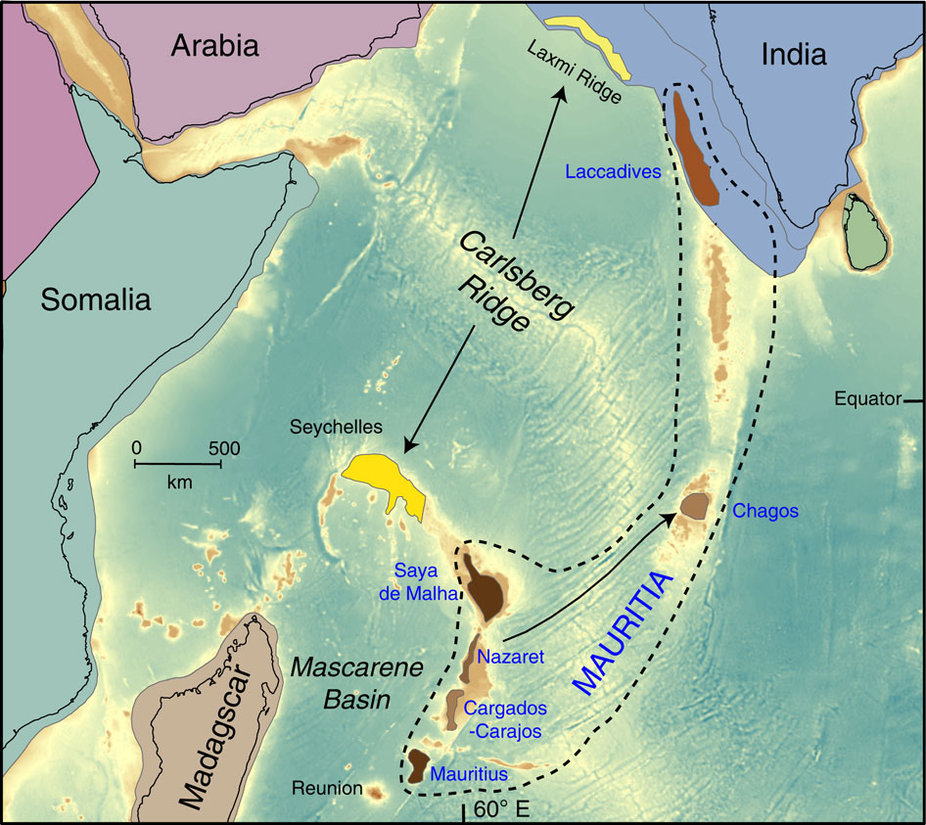 Arabia
India
Laxmi Ridge
Laccadives
Carlsberg
Ridge
Somalia
Equator
Seychelles
0 500
km
Chagos
Saya
de Malha
MAURITIA
Nazaret
Mascarene
Basin
Cargados
-Carajos
Madagscar
Mauritius
Reunion
60° E